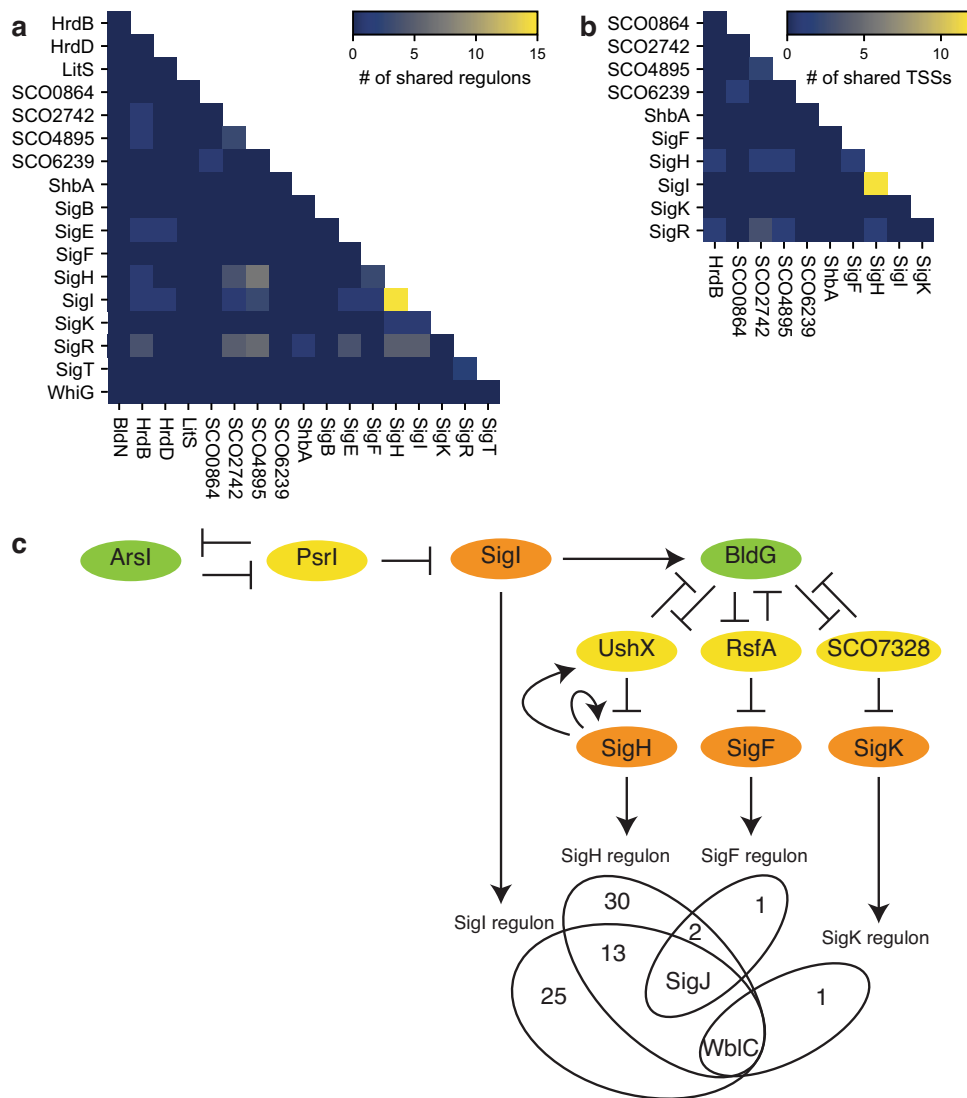 a
HrdB
HrdD
LitS
SCO0864
SCO2742
SCO4895
SCO6239
ShbA
SigB
SigE
SigF
SigH
SigI
SigK
SigR
SigT
WhiG
BldN
HrdB
HrdD
LitS
SCO0864
SCO2742
SCO4895
SCO6239
ShbA
SigB
SigE
SigF
SigH
SigI
SigK
SigR
SigT
0 5 10 15
# of shared regulons
b
SCO0864
SCO2742
SCO4895
SCO6239
ShbA
SigF
SigH
SigI
SigK
SigR
HrdB
SCO0864
SCO2742
SCO4895
SCO6239
ShbA
SigF
SigH
SigI
SigK
0 5 10
# of shared TSSs
c
ArsI PsrI SigI BldG
UshX RsfA SCO7328
SigH SigF SigK
SigH regulon SigF regulon
SigI regulon SigK regulon
30 1
2
13
25 SigJ 1
WblC